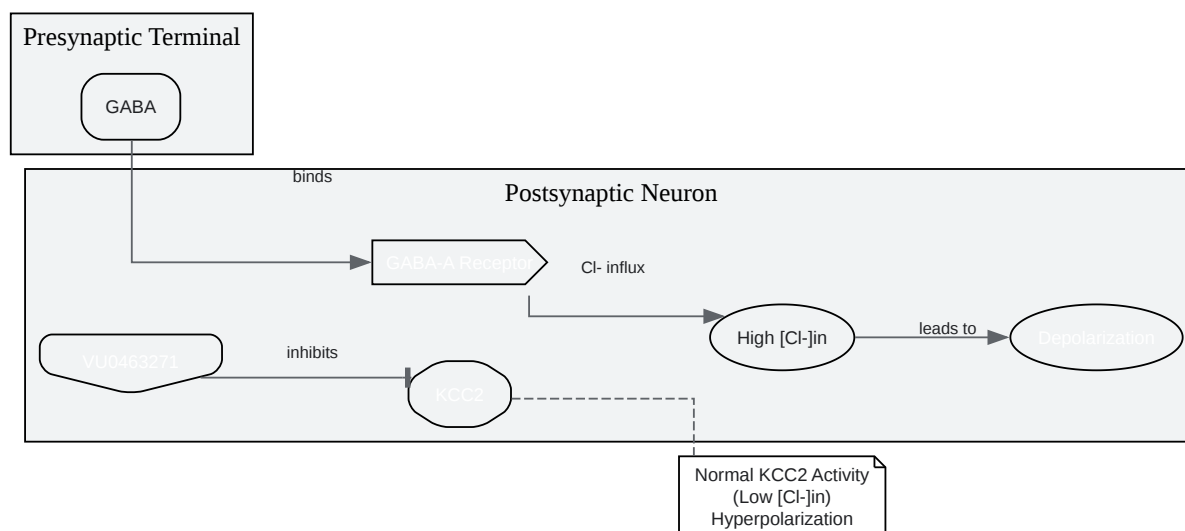 Presynaptic Terminal
GABA
binds
Postsynaptic Neuron
GABA-A Receptor
Cl- influx
VU0463271
inhibits
KCC2
High [Cl-]in
leads to
Depolarization
Normal KCC2 Activity
(Low [Cl-]in)
Hyperpolarization